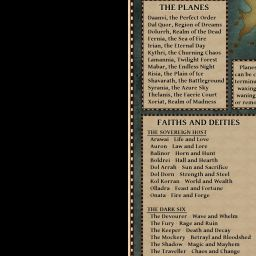 THE PLANES
Daanvi, the Perfect Order
Dal Quor, Region of Dreams
Dolurrh, Realm of the Dead
Fernia, the Sea of Fire
Irian, the Eternal Day
Kythri, the Churning Chaos
Lamannia, Twilight Forest
Mabar, the Endless Night
Risia, the Plain of Ice
Shavarath, the Battleground
Syrania, the Azure Sky
Thelanis, the Faerie Court
Xoriat, Realm of Madness
Planes
can be
waxing
waning
or remo
FAITHS AND DEITIES
THE SOVEREIGN HOST
Arawai Life and Love
Aureon Law and Lore
Balinor Horn and Hunt
Boldrei Hall and Hearth
Dol Arrah Sun and Sacrifice
Dol Dorn Strength and Steel
Kol Korran World and Wealth
Olladra Feast and Fortune
Onatar Fire and Forge
THE DARK SIX
The Devourer Wave and Whelm
The Fury Rage and Ruin
The Keeper Death and Decay
The Mockery Betrayal and Bloodshed
The Shadow Magic and Mayhem
The Traveller Chaos and Change